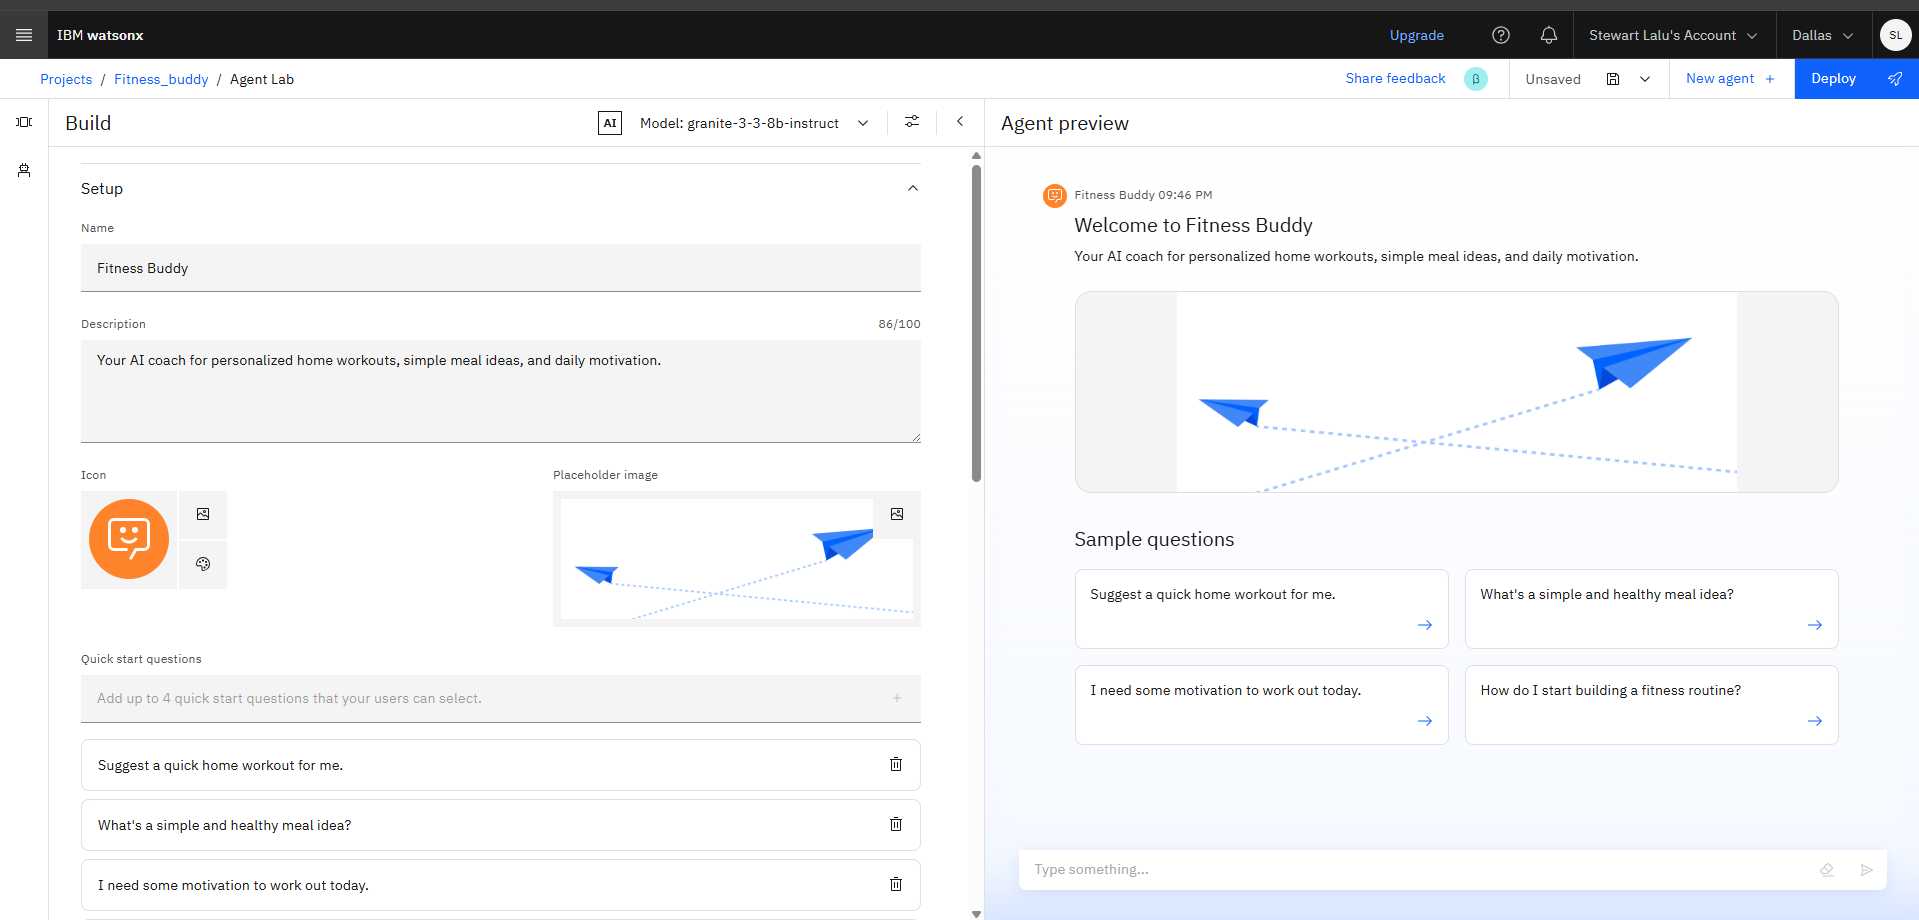 IBM watsonx
Upgrade
Stewart Lalu's Account
Dallas
SL
Projects / Fitness_buddy / Agent Lab
Share feedback
β
Unsaved
New agent +
Deploy
Build
AI
Model: granite-3-3-8b-instruct
Agent preview
Setup
Name
Fitness Buddy
Description
86/100
Your AI coach for personalized home workouts, simple meal ideas, and daily motivation.
Icon
Placeholder image
Quick start questions
Add up to 4 quick start questions that your users can select.
Suggest a quick home workout for me.
What's a simple and healthy meal idea?
I need some motivation to work out today.
Fitness Buddy 09:46 PM
Welcome to Fitness Buddy
Your AI coach for personalized home workouts, simple meal ideas, and daily motivation.
Sample questions
Suggest a quick home workout for me.
What's a simple and healthy meal idea?
I need some motivation to work out today.
How do I start building a fitness routine?
Type something...